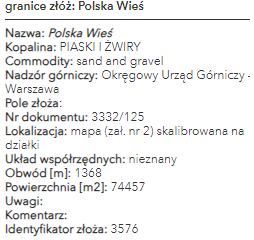 granice złóż: Polska Wieś
Nazwa: Polska Wieś
Kopalina: PIASKI I ŻWIRY
Commodity: sand and gravel
Nadzór górniczy: Okręgowy Urząd Górniczy -
Warszawa
Pole złoża:
Nr dokumentu: 3332/125
Lokalizacja: mapa (zał. nr 2) skalibrowana na
działki
Układ współrzędnych: nieznany
Obwód [m]: 1368
Powierzchnia [m2]: 74457
Uwagi:
Komentarz:
Identyfikator złoża: 3576